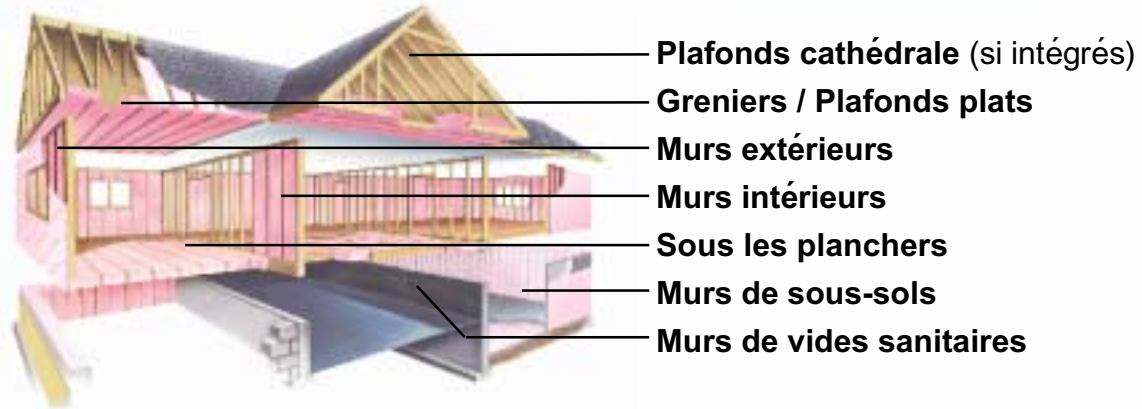 Plafonds cathédrale (si intégrés)
Greniers / Plafonds plats
Murs extérieurs
Murs intérieurs
Sous les planchers
Murs de sous-sols
Murs de vides sanitaires